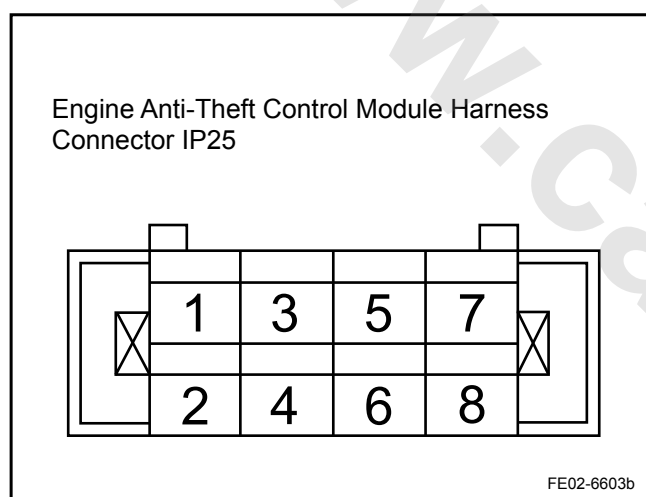 Engine Anti-Theft Control Module Harness
Connector IP25
1 3 5 7
2 4 6 8
FE02-6603b